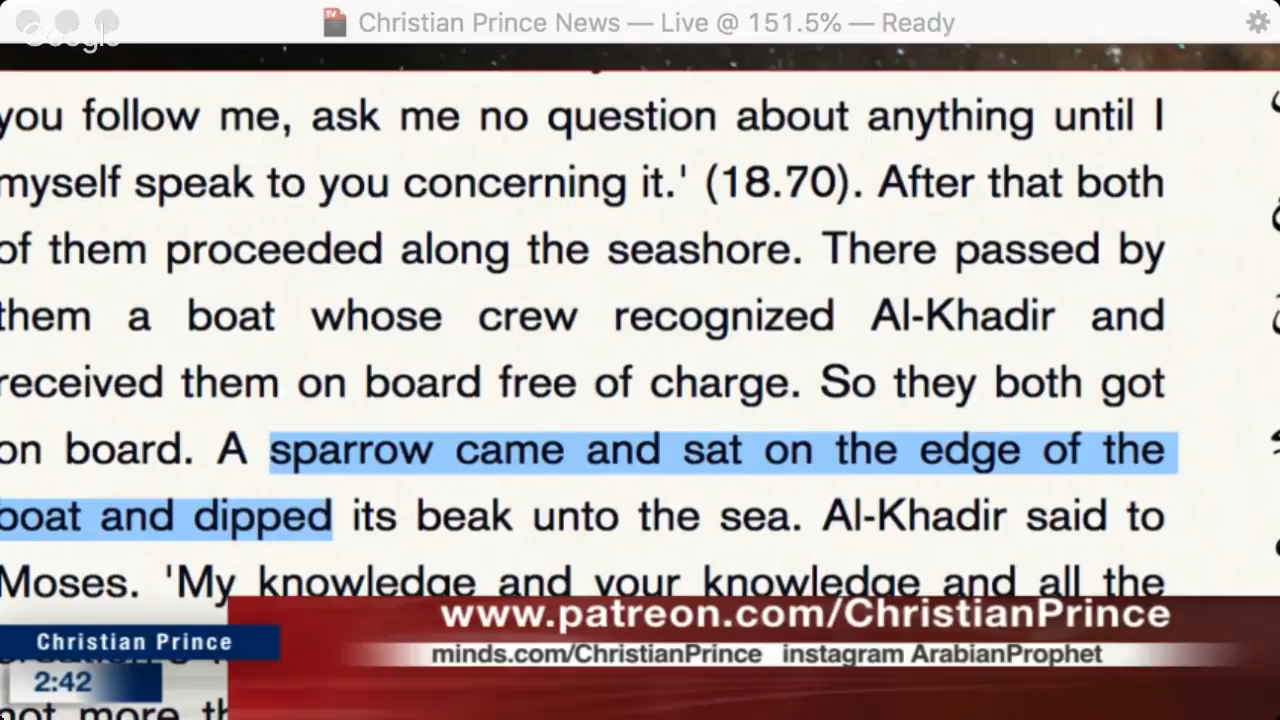 Christian Prince News — Live @ 151.5% — Ready
Google
you follow me, ask me no question about anything until I
myself speak to you concerning it.' (18.70). After that both
of them proceeded along the seashore. There passed by
them a boat whose crew recognized Al-Khadir and
received them on board free of charge. So they both got
on board. A sparrow came and sat on the edge of the
boat and dipped its beak unto the sea. Al-Khadir said to
Moses. 'My knowledge and your knowledge and all the
www.patreon.com/ChristianPrince
Christian Prince
minds.com/ChristianPrince instagram ArabianProphet
2:42
not more